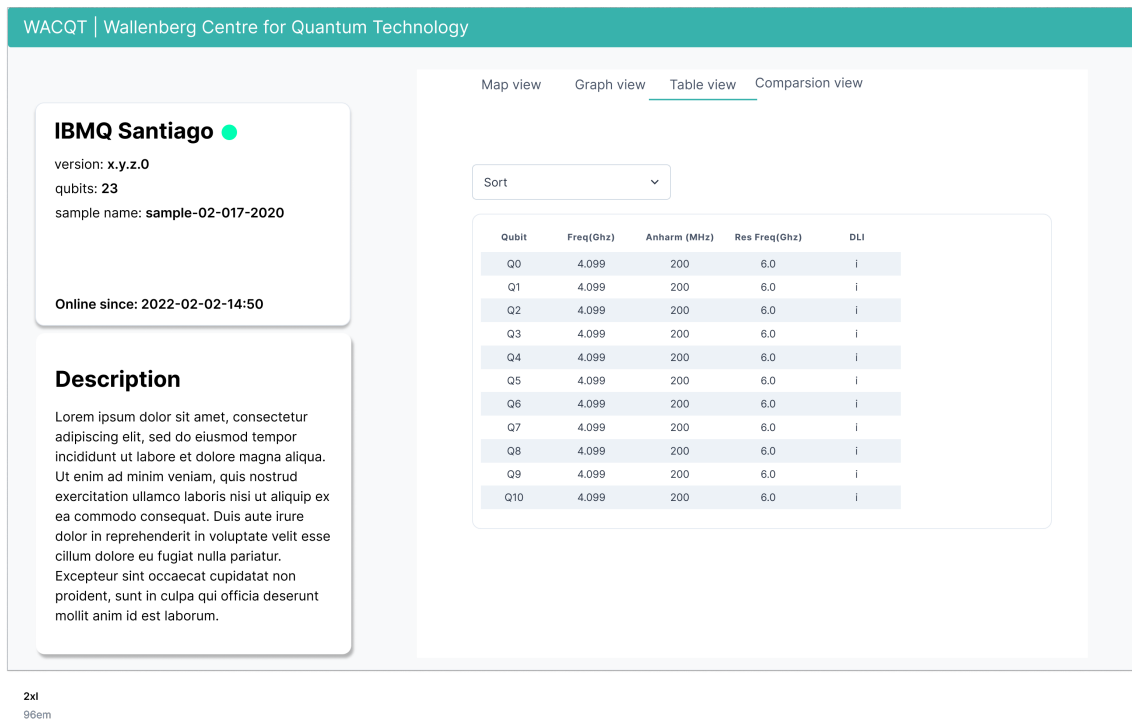 WACQT | Wallenberg Centre for Quantum Technology
IBMQ Santiago
version: x.y.z.0
qubits: 23
sample name: sample-02-017-2020
Online since: 2022-02-02-14:50
Description
Lorem ipsum dolor sit amet, consectetur
adipiscing elit, sed do eiusmod tempor
incididunt ut labore et dolore magna aliqua.
Ut enim ad minim veniam, quis nostrud
exercitation ullamco laboris nisi ut aliquip ex
ea commodo consequat. Duis aute irure
dolor in reprehenderit in voluptate velit esse
cillum dolore eu fugiat nulla pariatur.
Excepteur sint occaecat cupidatat non
proident, sunt in culpa qui officia deserunt
mollit anim id est laborum.
Map view Graph view Table view Comparsion view
Sort
Qubit Freq(Ghz) Anharm (MHz) Res Freq(Ghz) DLI
Q0 4.099 200 6.0 i
Q1 4.099 200 6.0 i
Q2 4.099 200 6.0 i
Q3 4.099 200 6.0 i
Q4 4.099 200 6.0 i
Q5 4.099 200 6.0 i
Q6 4.099 200 6.0 i
Q7 4.099 200 6.0 i
Q8 4.099 200 6.0 i
Q9 4.099 200 6.0 i
Q10 4.099 200 6.0 i
2xl
96em